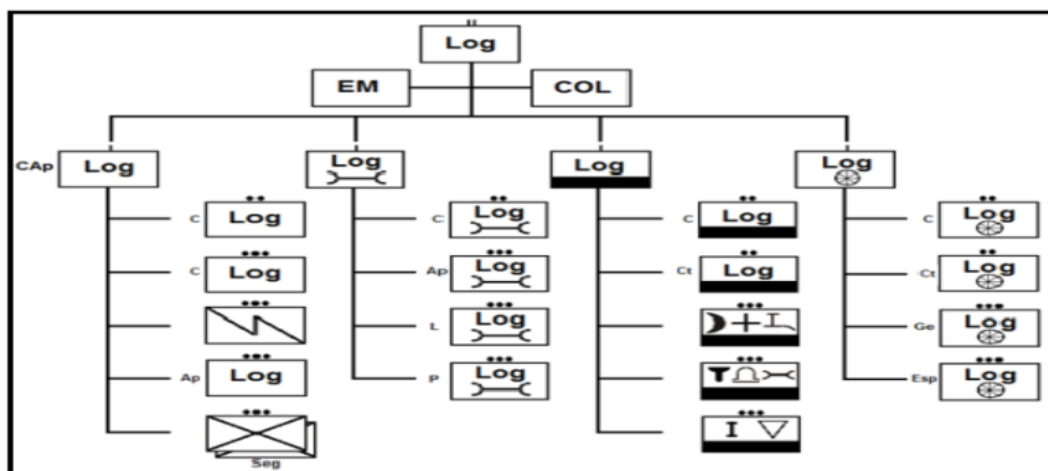 Log
EM COL
CAp Log Log Log Log
C Log C Log C Log C Log
C Log Ap Log Ct Log Ct Log
L Log Ge Log
Ap Log P Log Esp Log
I
Seg